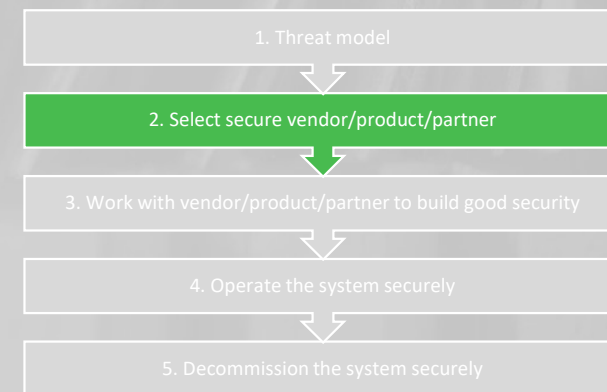 1. Threat model
2. Select secure vendor/product/partner
3. Work with vendor/product/partner to build good security
4. Operate the system securely
5. Decommission the system securely